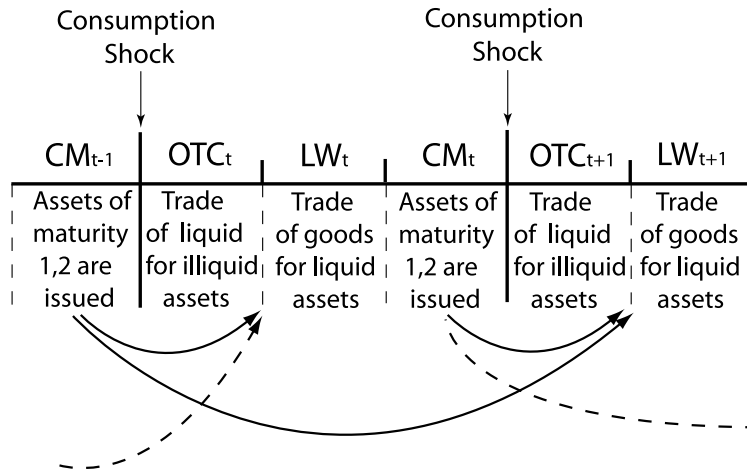 Consumption
Shock
Consumption
Shock
CMt-1
OTCt
LWt
CMt
OTCt+1
LWt+1
Assets of
maturity
1,2 are
issued
Trade
of liquid
for illiquid
assets
Trade
of goods
for liquid
assets
Assets of
maturity
1,2 are
issued
Trade
of liquid
for illiquid
assets
Trade
of goods
for liquid
assets